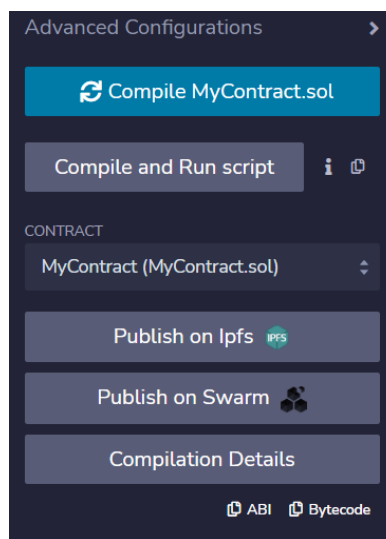 Advanced Configurations
Compile MyContract.sol
Compile and Run script
CONTRACT
MyContract (MyContract.sol)
Publish on Ipfs IPFS
Publish on Swarm
Compilation Details
ABI Bytecode